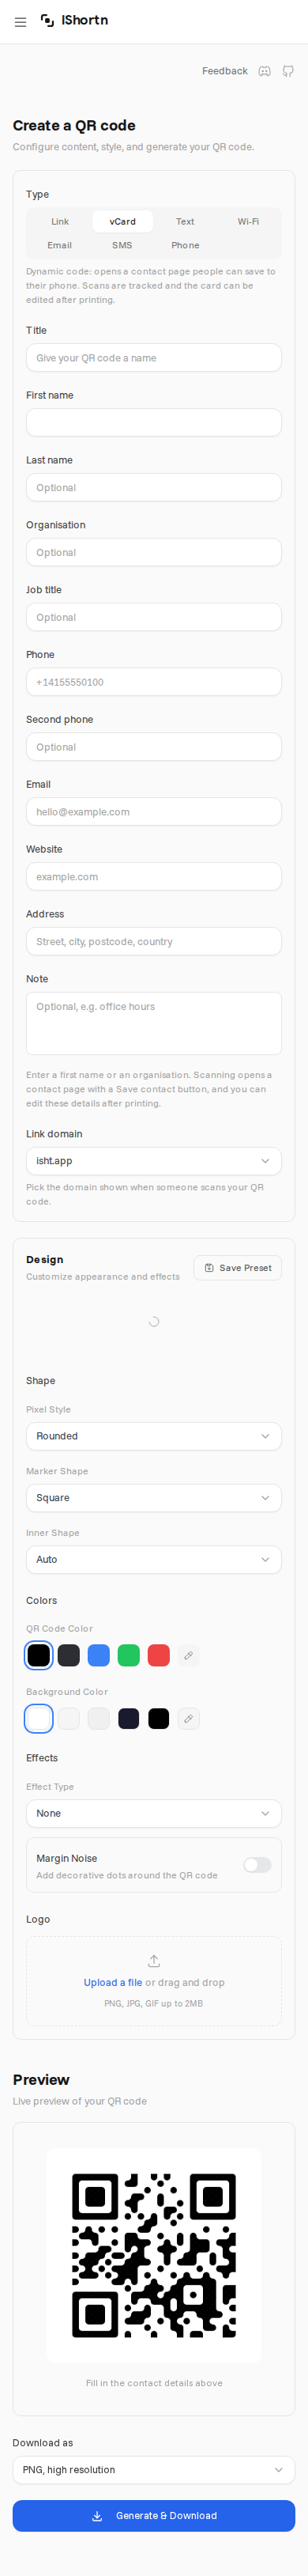 IShortn
Feedback
Create a QR code
Configure content, style, and generate your QR code.
Type
Link vCard Text Wi-Fi
Email SMS Phone
Dynamic code: opens a contact page people can save to
their phone. Scans are tracked and the card can be
edited after printing.
Title
Give your QR code a name
First name
Last name
Optional
Organisation
Optional
Job title
Optional
Phone
+14155550100
Second phone
Optional
Email
hello@example.com
Website
example.com
Address
Street, city, postcode, country
Note
Optional, e.g. office hours
Enter a first name or an organisation. Scanning opens a
contact page with a Save contact button, and you can
edit these details after printing.
Link domain
isht.app
Pick the domain shown when someone scans your QR
code.
Design
Customize appearance and effects
Save Preset
Shape
Pixel Style
Rounded
Marker Shape
Square
Inner Shape
Auto
Colors
QR Code Color
Background Color
Effects
Effect Type
None
Margin Noise
Add decorative dots around the QR code
Logo
Upload a file or drag and drop
PNG, JPG, GIF up to 2MB
Preview
Live preview of your QR code
Fill in the contact details above
Download as
PNG, high resolution
Generate & Download